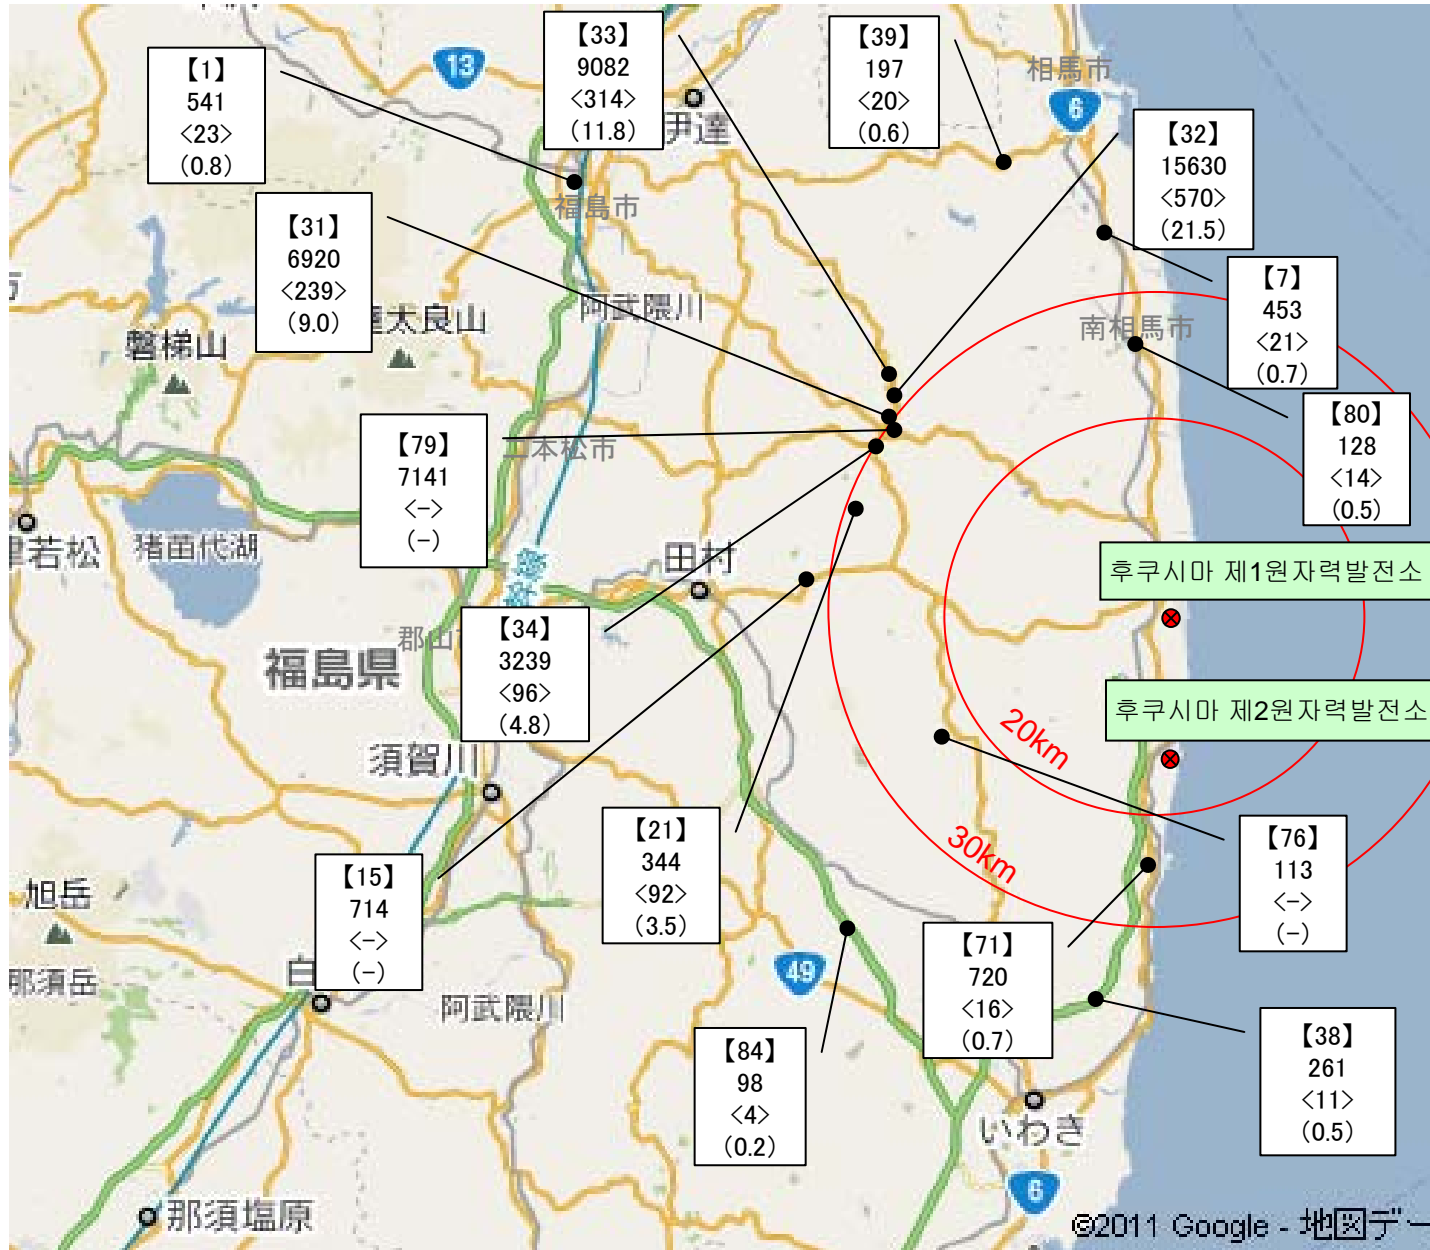 【33】
9082
<314>
(11.8)
【39】
197
<20>
(0.6)
【1】
541
<23>
(0.8)
13
伊達
相馬市
6
【32】
15630
<570>
(21.5)
福島市
【31】
6920
<239>
(9.0)
【7】
453
<21>
(0.7)
阿武隈川
太良山
磐梯山
南相馬市
【79】
7141
<->
(-)
二本松市
【80】
128
<14>
(0.5)
若松
猪苗代湖
田村
후쿠시마 제1원자력발전소
郡山
【34】
3239
<96>
(4.8)
福島県
후쿠시마 제2원자력발전소
20km
須賀川
【21】
344
<92>
(3.5)
30km
【76】
113
<->
(-)
【15】
714
<->
(-)
旭岳
那須岳
白
阿武隈川
49
【71】
720
<16>
(0.7)
【84】
98
<4>
(0.2)
【38】
261
<11>
(0.5)
いわき
6
那須塩原
©2011 Google - 地図デー